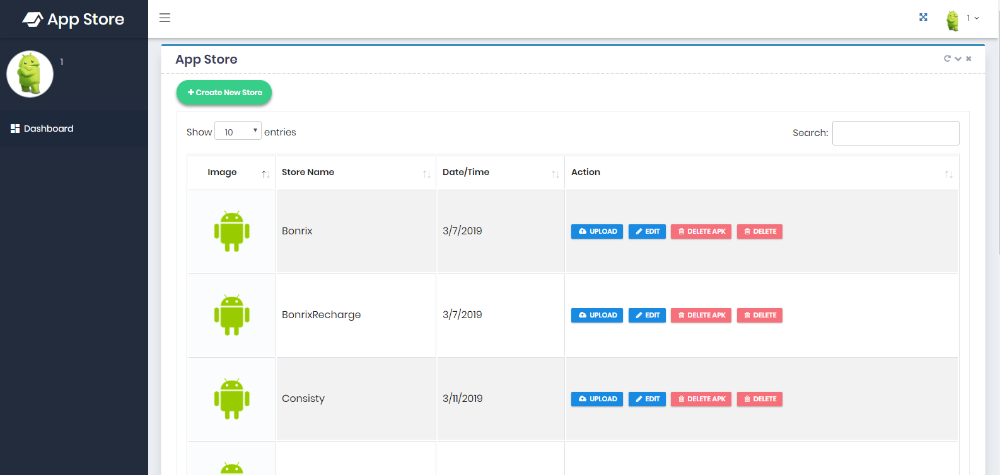 App Store
1
1
Dashboard
App Store
Create New Store
Show 10 entries
Search:
Image Store Name Date/Time Action
Bonrix 3/7/2019 UPLOAD EDIT DELETE APK DELETE
BonrixRecharge 3/7/2019 UPLOAD EDIT DELETE APK DELETE
Consisty 3/11/2019 UPLOAD EDIT DELETE APK DELETE